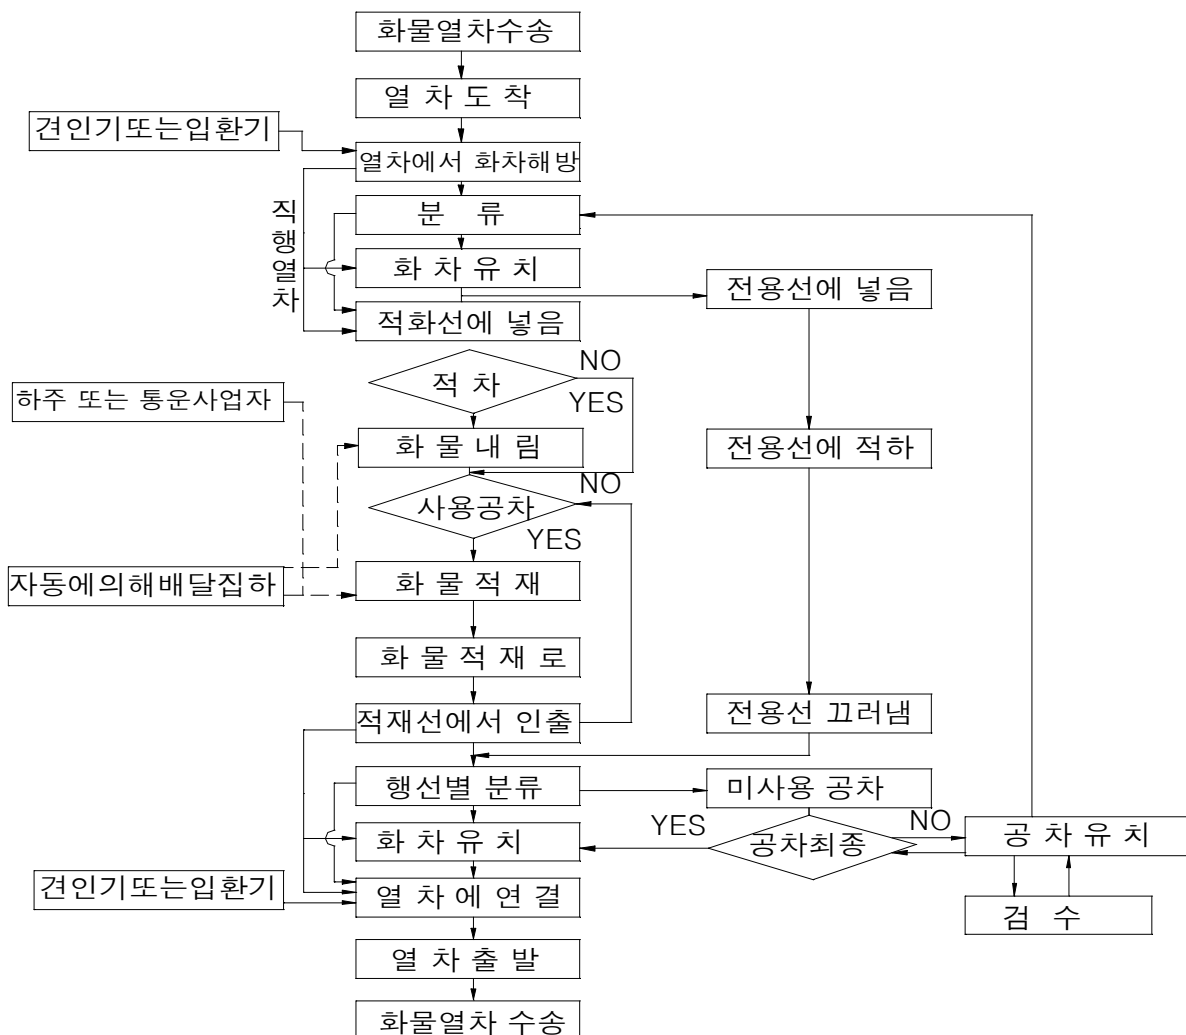 화물열차수송
열 차 도 착
견인기또는입환기
열차에서 화차해방
직행열차
분 류
화 차 유 치
전용선에 넣음
적화선에 넣음
NO
적 차
YES
하주 또는 통운사업자
화 물 내 림
전용선에 적하
NO
사용공차
YES
자동에의해배달집하
화 물 적 재
화 물 적 재 로
적재선에서 인출
전용선 끄러냄
행선별 분류
미사용 공차
YES
NO
화 차 유 치
공차최종
공 차 유 치
견인기또는입환기
열 차 에 연 결
검 수
열 차 출 발
화물열차 수송